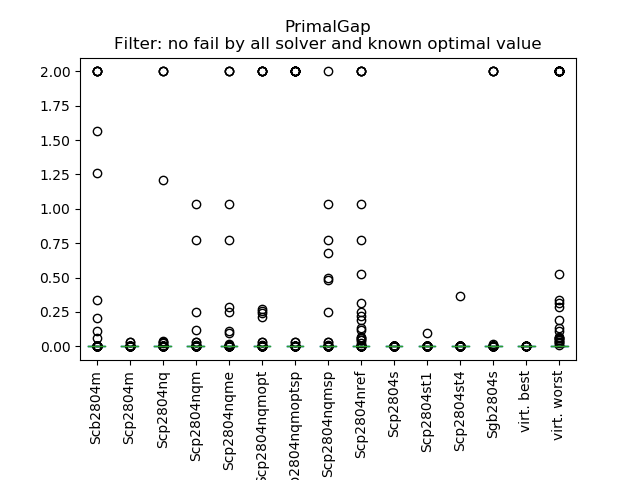 PrimalGap
Filter: no fail by all solver and known optimal value
2.00
1.75
1.50
1.25
1.00
0.75
0.50
0.25
0.00
Scb2804m
Scp2804m
Scp2804nq
Scp2804nqm
Scp2804nqme
Scp2804nqmopt
p2804nqmoptsp
Scp2804nqmsp
Scp2804nref
Scp2804s
Scp2804st1
Scp2804st4
Sgb2804s
virt. best
virt. worst